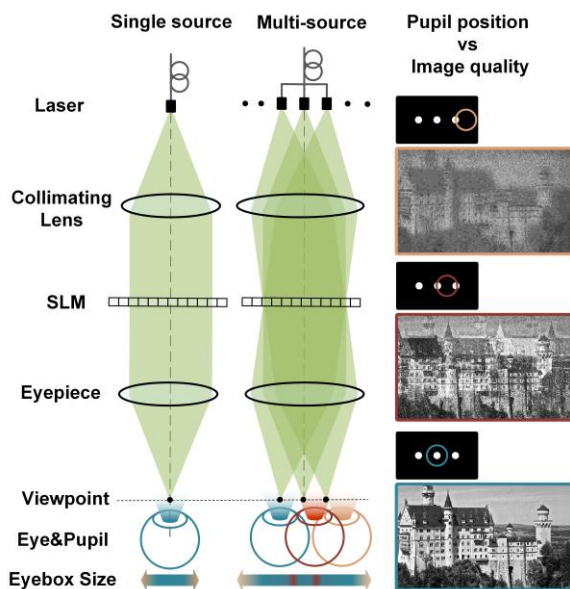 Single source
Multi-source
Pupil position
vs
Image quality
Laser
Collimating
Lens
SLM
Eyepiece
Viewpoint
Eye&Pupil
Eyebox Size